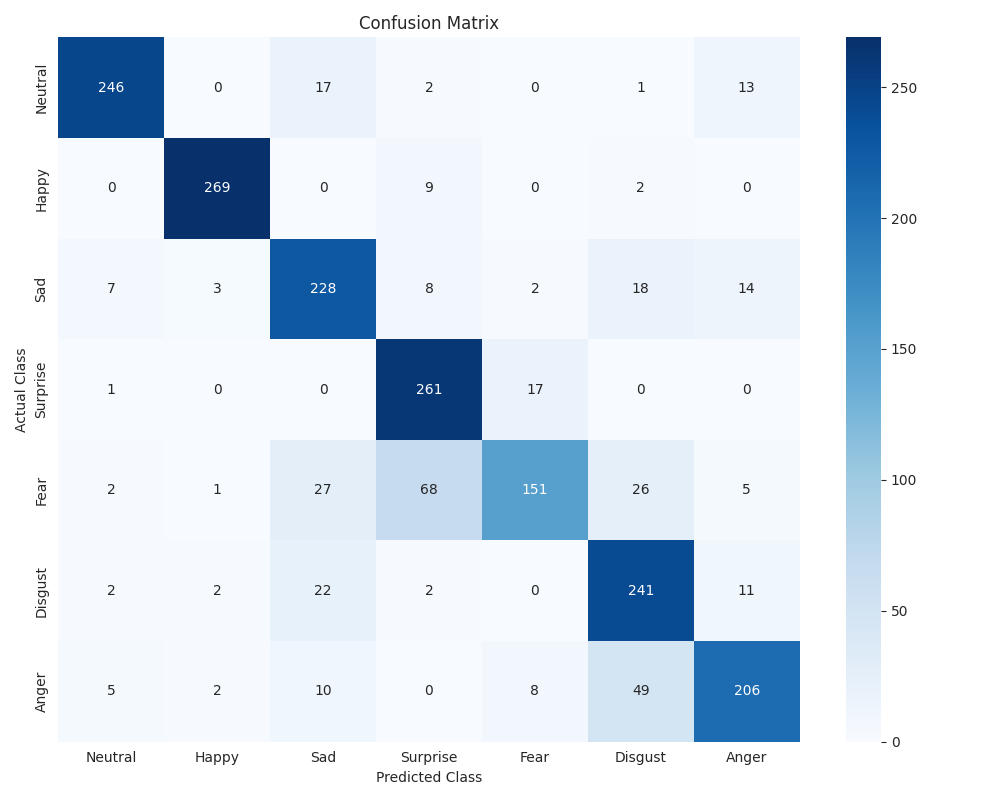 Confusion Matrix
Neutral 246 0 17 2 0 1 13
Happy 0 269 0 9 0 2 0
Sad 7 3 228 8 2 18 14
Surprise 1 0 0 261 17 0 0
Fear 2 1 27 68 151 26 5
Disgust 2 2 22 2 0 241 11
Anger 5 2 10 0 8 49 206
Actual Class
Neutral Happy Sad Surprise Fear Disgust Anger
Predicted Class
250
200
150
100
50
0